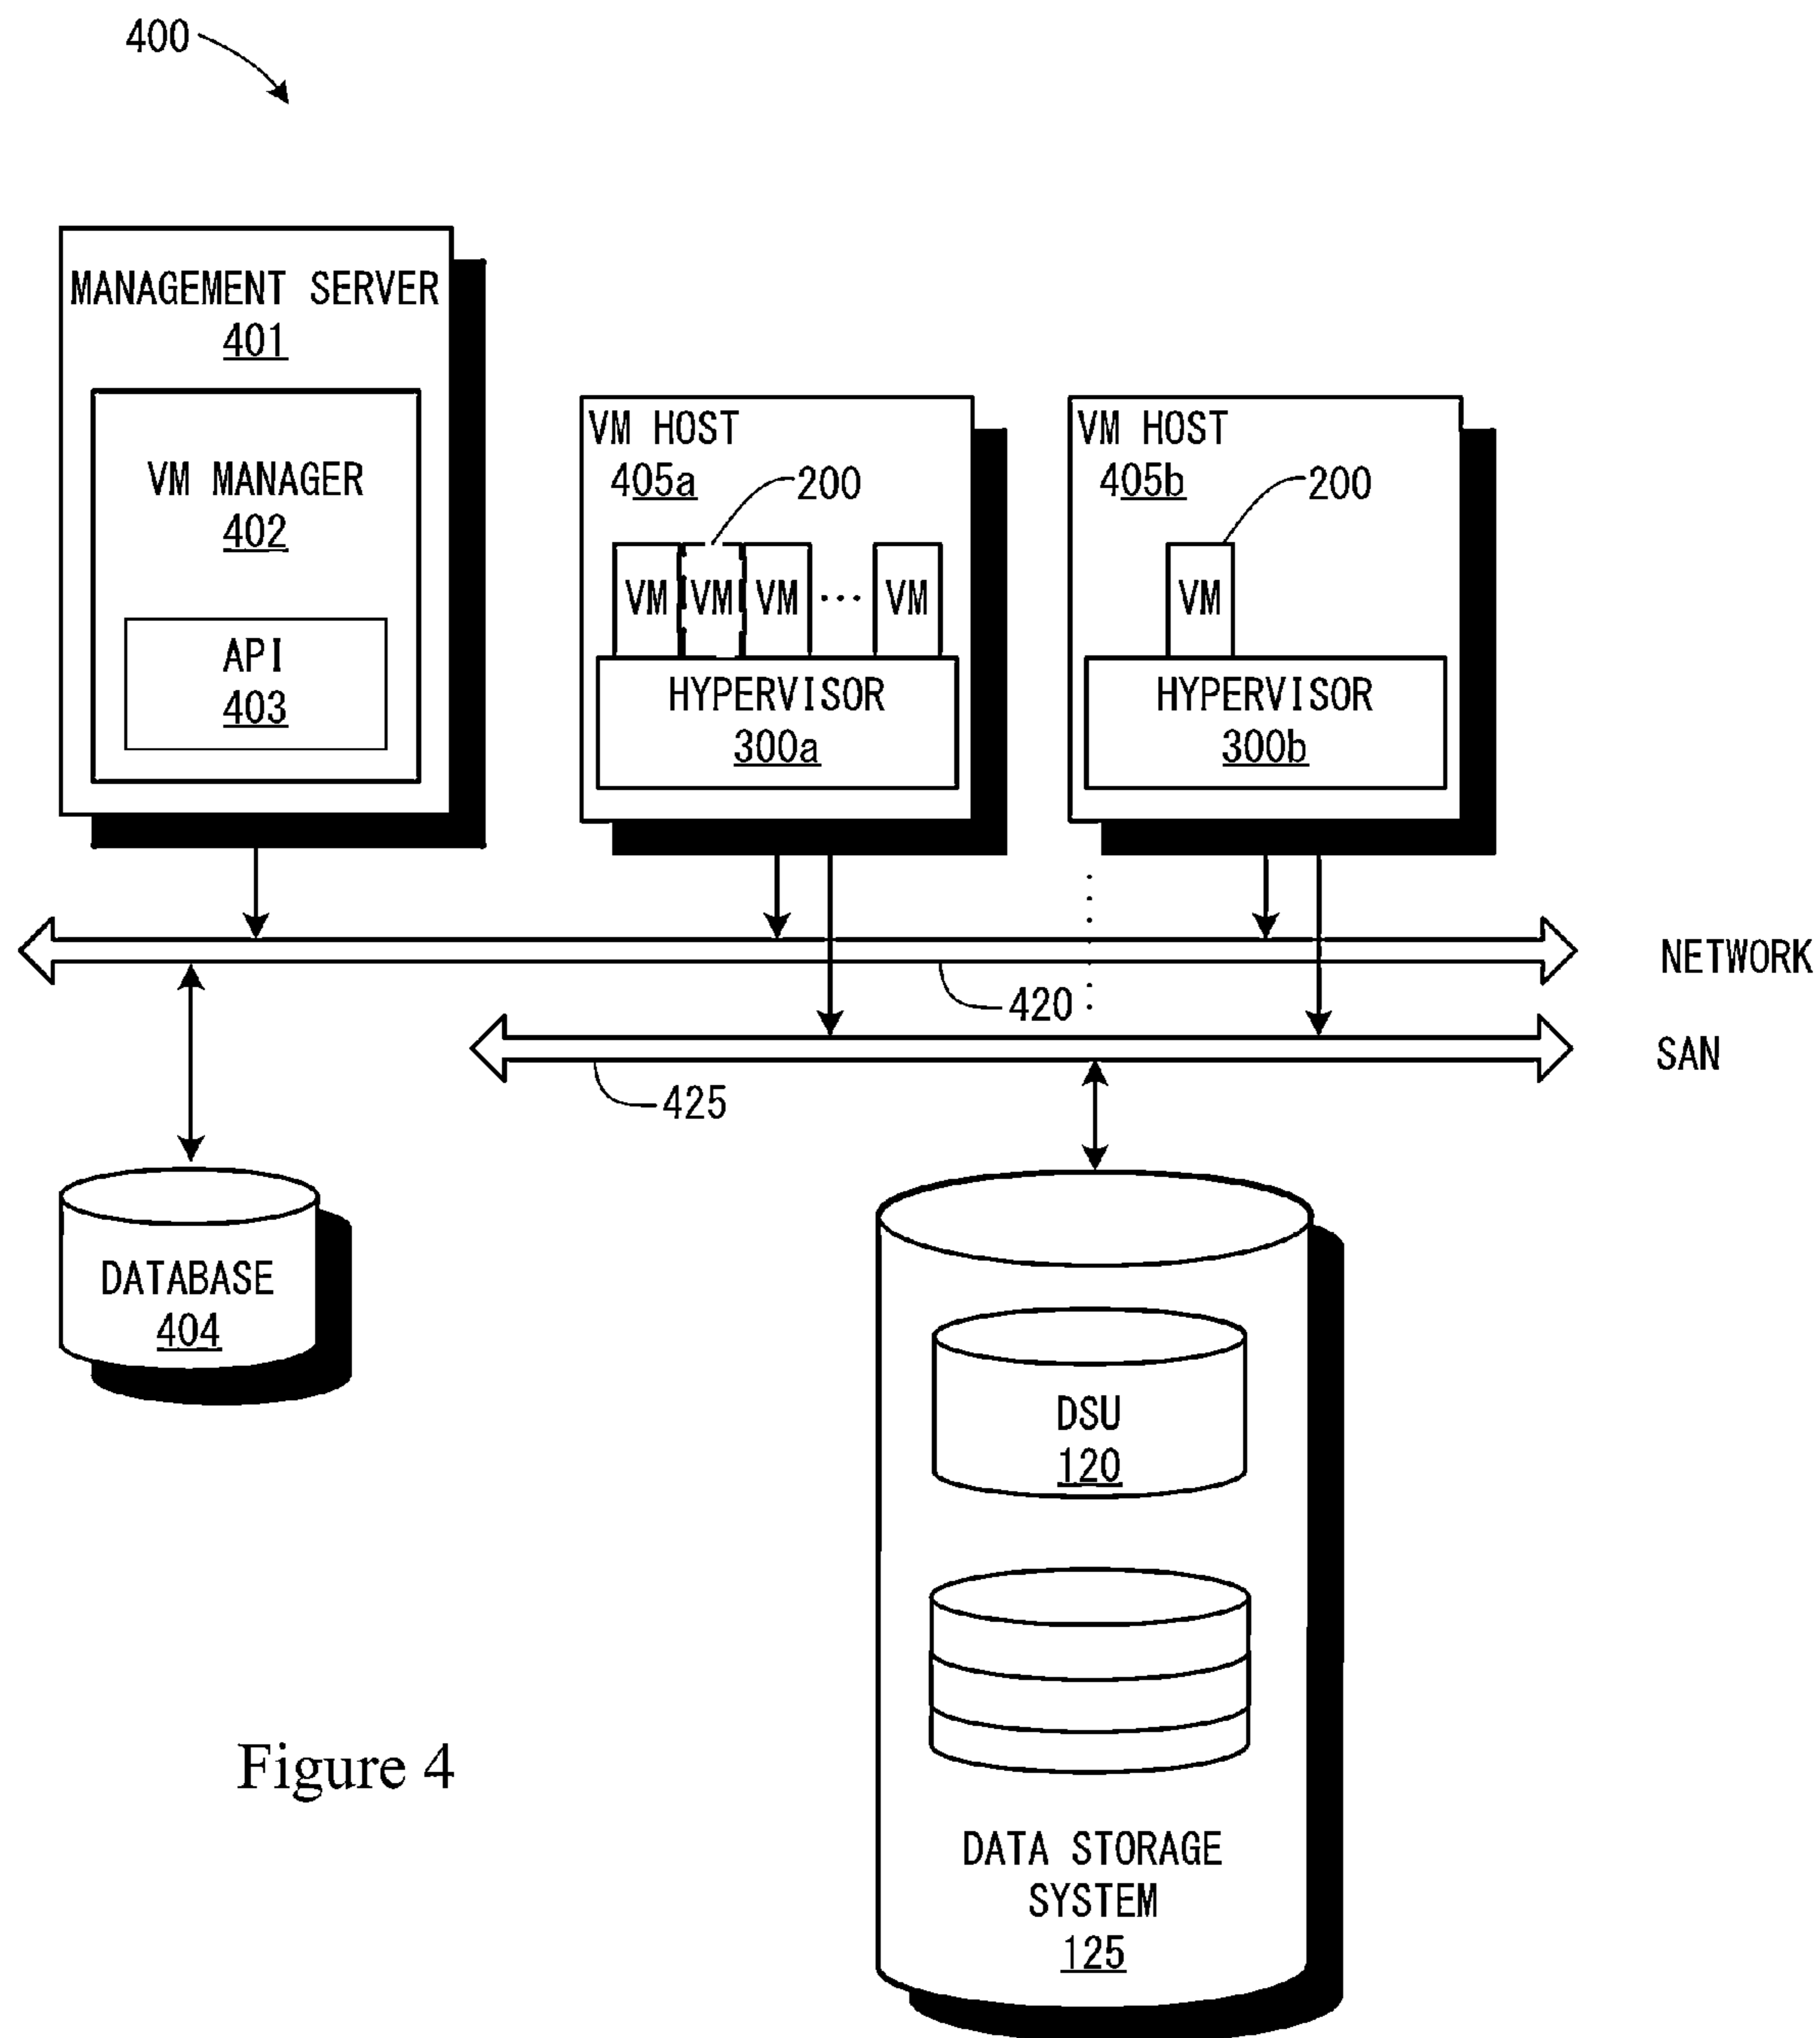 400
MANAGEMENT SERVER
401
VM MANAGER
402
API
403
VM HOST
405a
200
VM VM VM ... VM
HYPERVISOR
300a
VM HOST
405b
200
VM
HYPERVISOR
300b
NETWORK
420
SAN
425
DATABASE
404
DSU
120
DATA STORAGE
SYSTEM
125
Figure 4